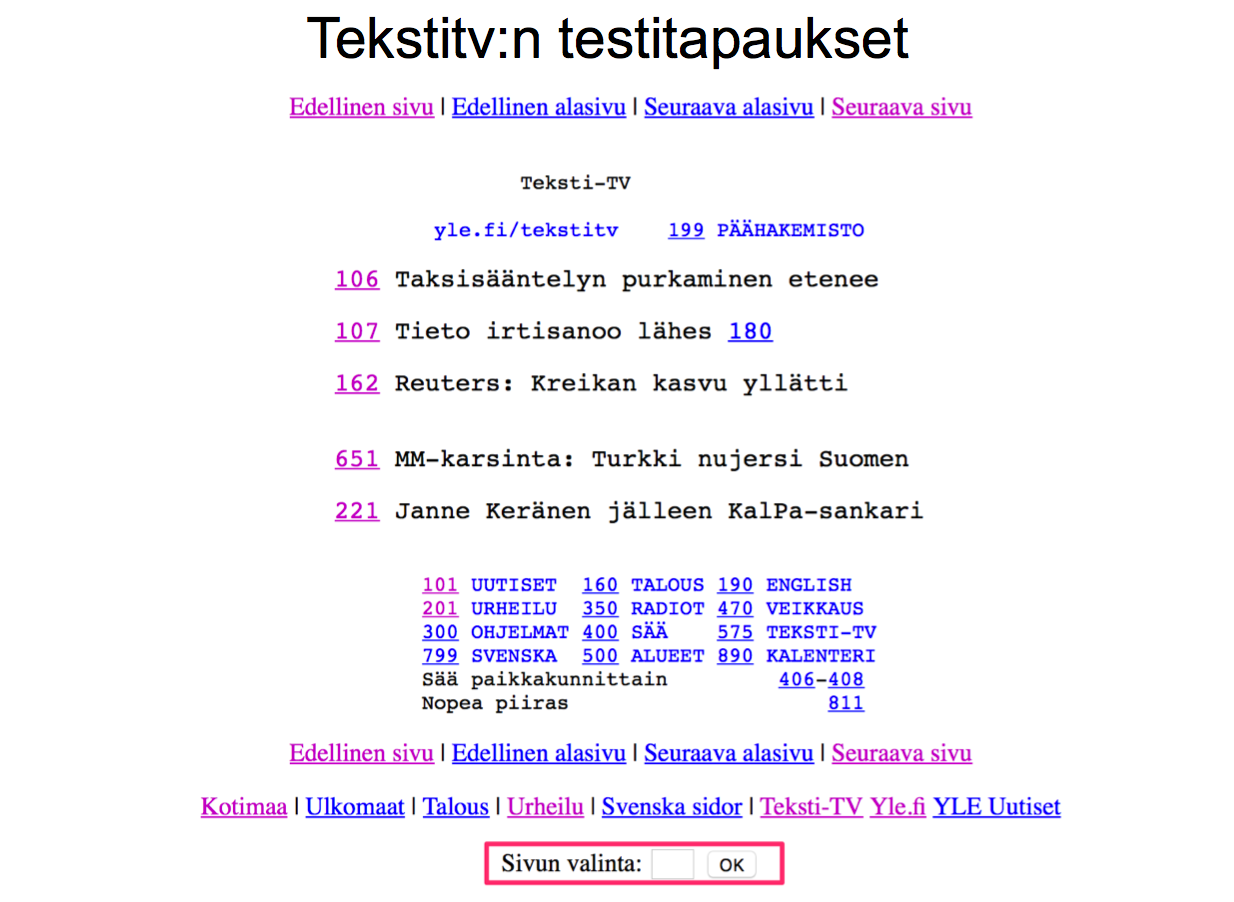 Tekstitv:n testitapaukset
Edellinen sivu | Edellinen alasivu | Seuraava alasivu | Seuraava sivu
Teksti-TV
yle.fi/tekstitv 199 PÄÄHAKEMISTO
106 Taksisääntelyn purkaminen etenee
107 Tieto irtisanoo lähes 180
162 Reuters: Kreikan kasvu yllätti
651 MM-karsinta: Turkki nujersi Suomen
221 Janne Keränen jälleen KalPa-sankari
101 UUTISET 160 TALOUS 190 ENGLISH
201 URHEILU 350 RADIOT 470 VEIKKAUS
300 OHJELMAT 400 SÄÄ 575 TEKSTI-TV
799 SVENSKA 500 ALUEET 890 KALENTERI
Sää paikkakunnittain 406-408
Nopea piiras 811
Edellinen sivu | Edellinen alasivu | Seuraava alasivu | Seuraava sivu
Kotimaa | Ulkomaat | Talous | Urheilu | Svenska sidor | Teksti-TV Yle.fi YLE Uutiset
Sivun valinta: OK